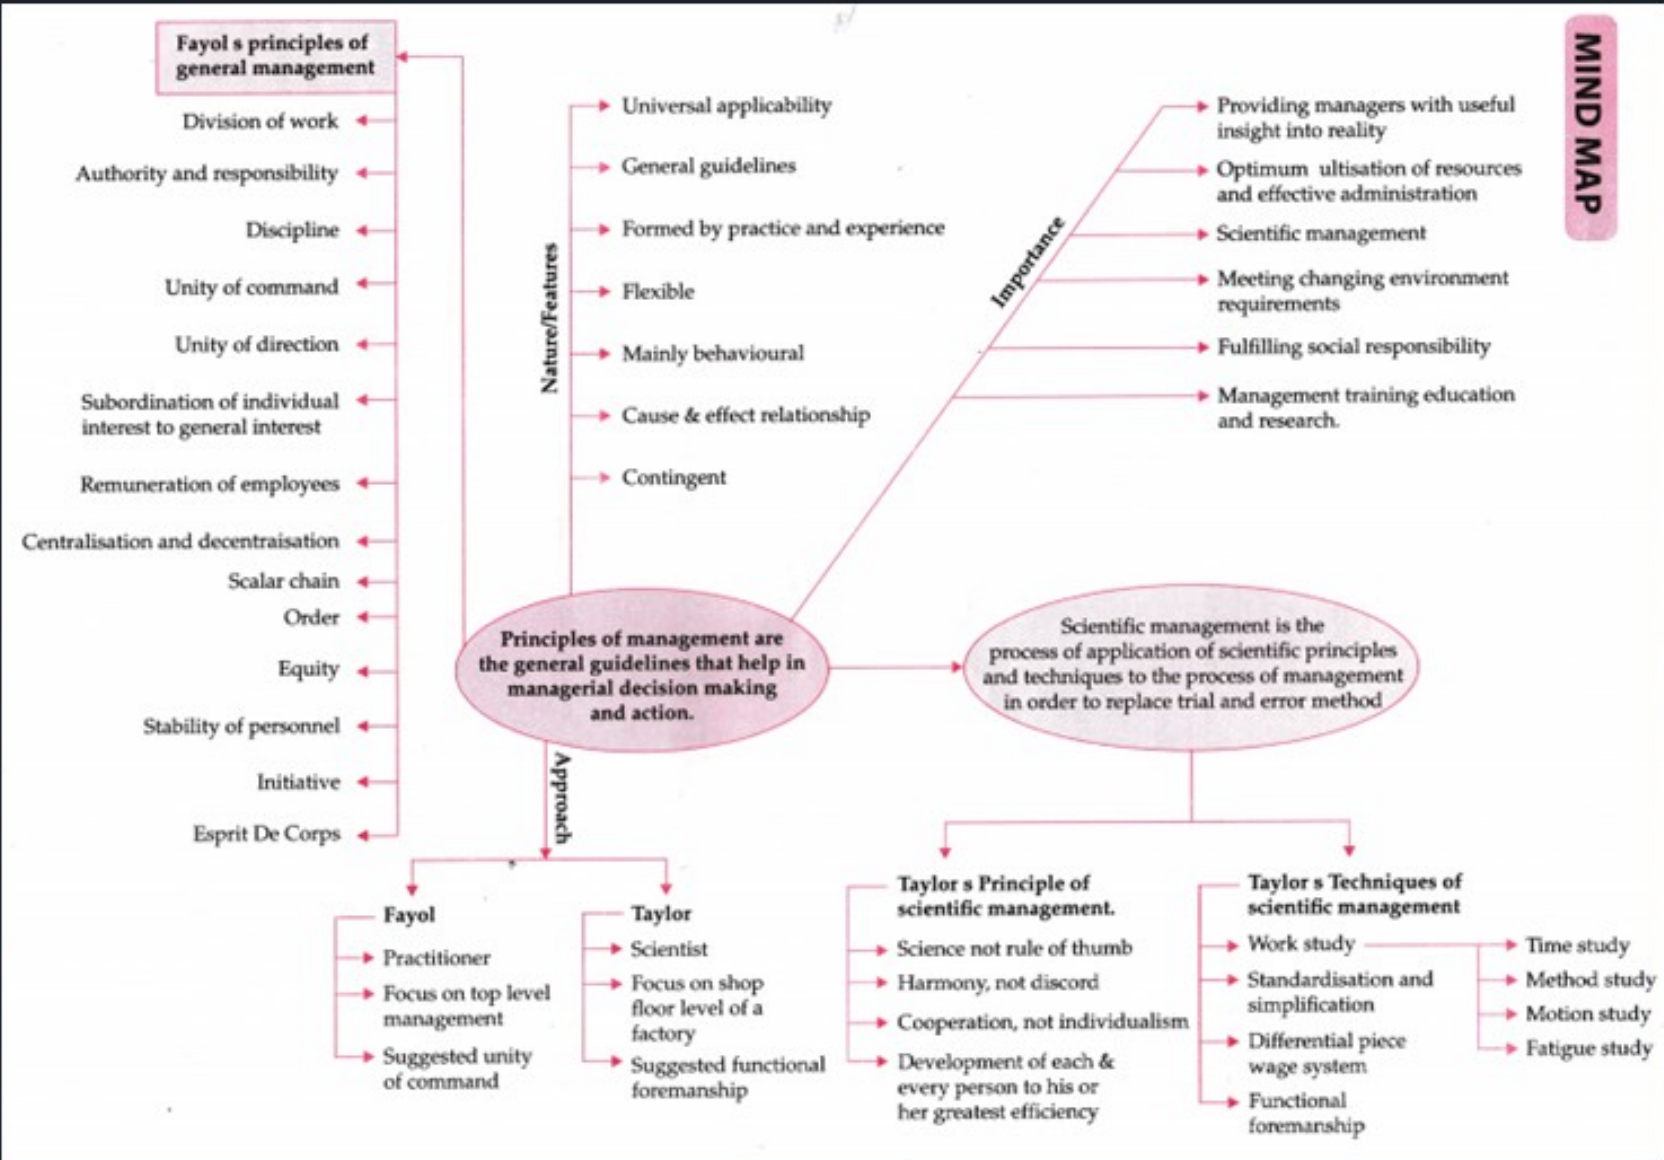 MIND MAP
Fayol s principles of
general management
Division of work
Authority and responsibility
Discipline
Unity of command
Unity of direction
Subordination of individual
interest to general interest
Remuneration of employees
Centralisation and decentraisation
Scalar chain
Order
Equity
Stability of personnel
Initiative
Esprit De Corps
Nature/Features
Universal applicability
General guidelines
Formed by practice and experience
Flexible
Mainly behavioural
Cause & effect relationship
Contingent
Importance
Providing managers with useful
insight into reality
Optimum ultisation of resources
and effective administration
Scientific management
Meeting changing environment
requirements
Fulfilling social responsibility
Management training education
and research.
Principles of management are
the general guidelines that help in
managerial decision making
and action.
Scientific management is the
process of application of scientific principles
and techniques to the process of management
in order to replace trial and error method
Approach
Fayol
Practitioner
Focus on top level
management
Suggested unity
of command
Taylor
Scientist
Focus on shop
floor level of a
factory
Suggested functional
foremanship
Taylor s Principle of
scientific management.
Science not rule of thumb
Harmony, not discord
Cooperation, not individualism
Development of each &
every person to his or
her greatest efficiency
Taylor s Techniques of
scientific management
Work study
Standardisation and
simplification
Differential piece
wage system
Functional
foremanship
Time study
Method study
Motion study
Fatigue study